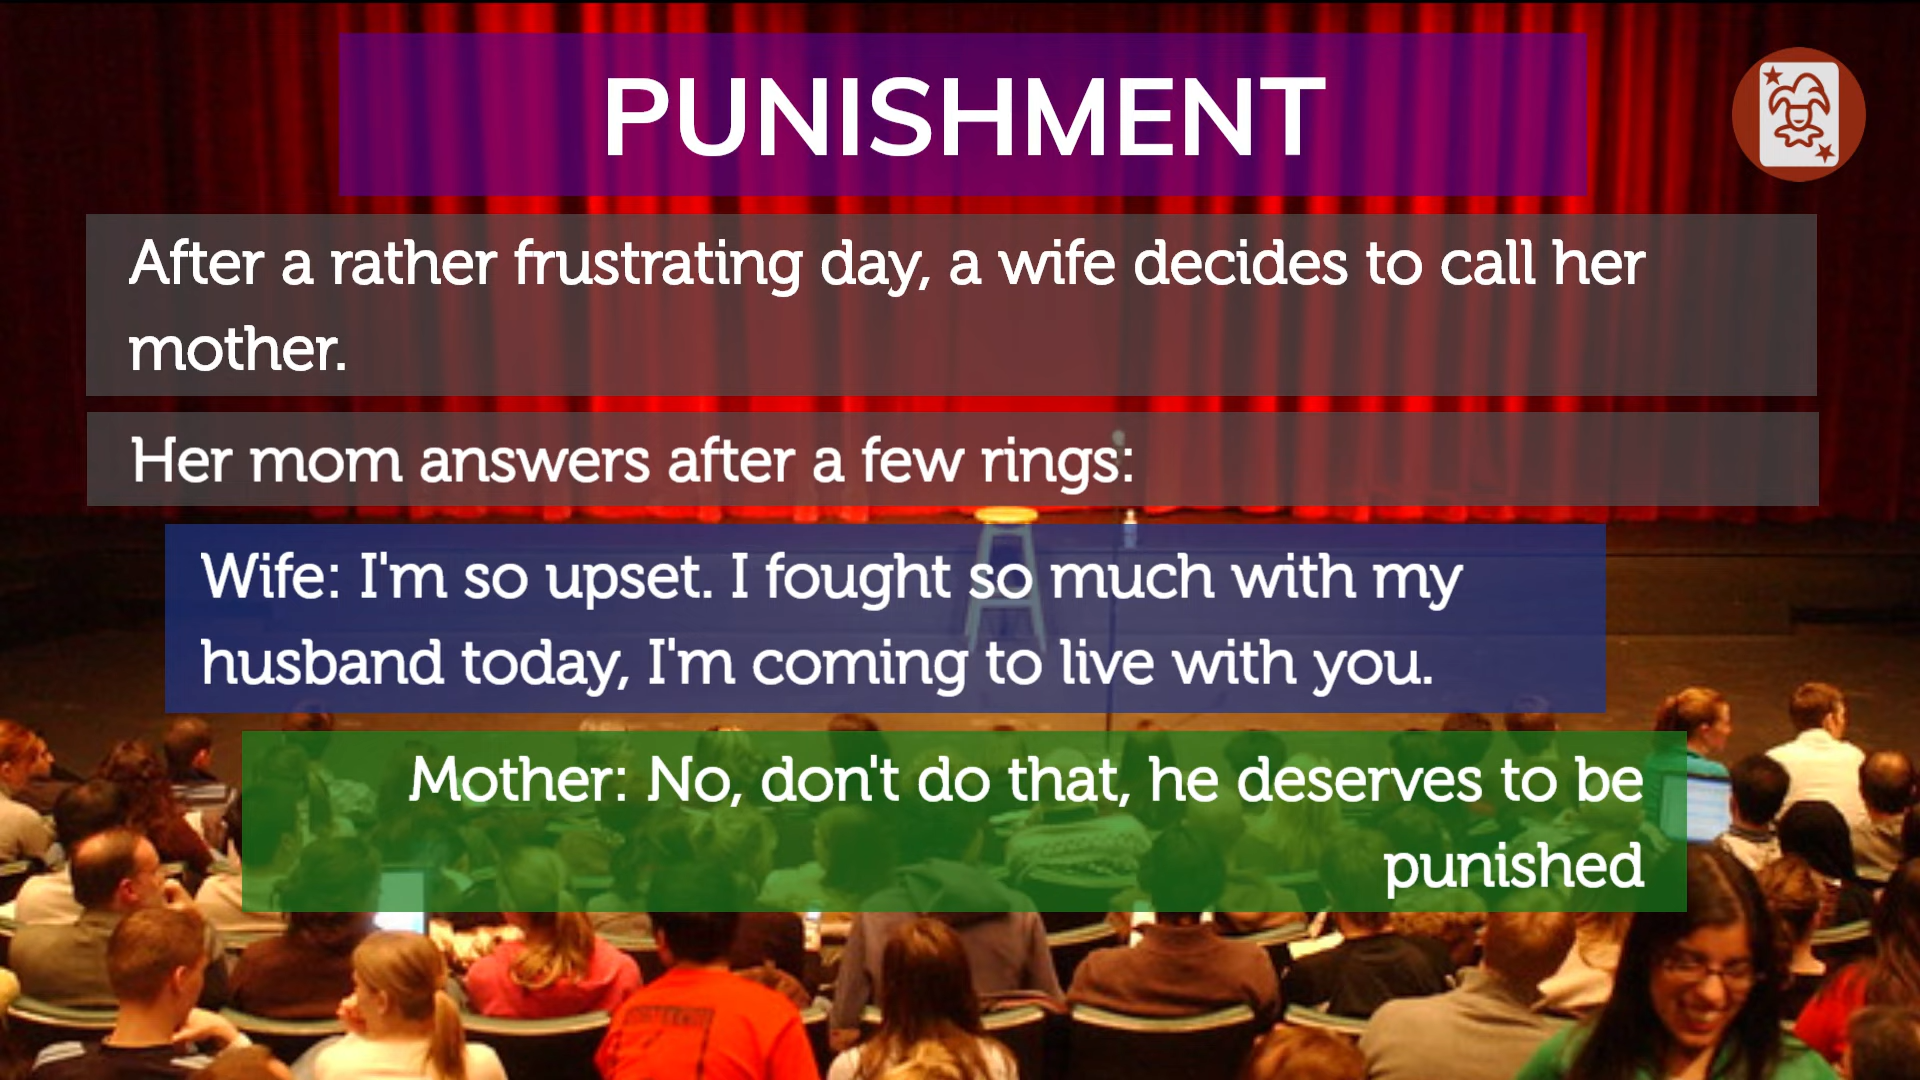 PUNISHMENT
After a rather frustrating day, a wife decides to call her
mother.
Her mom answers after a few rings:
Wife: I'm so upset. I fought so much with my
husband today, I'm coming to live with you.
Mother: No, don't do that, he deserves to be
punished